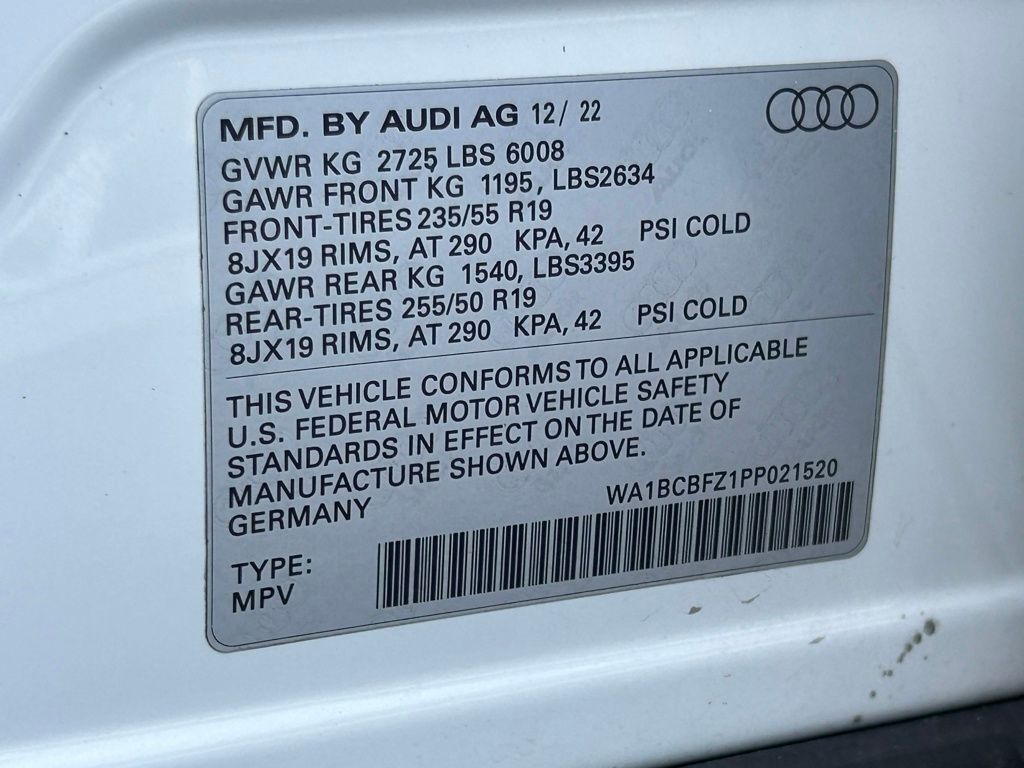 MFD. BY AUDI AG 12/ 22
GVWR KG 2725 LBS 6008
GAWR FRONT KG 1195, LBS2634
FRONT-TIRES 235/55 R19
8JX19 RIMS, AT 290 KPA, 42 PSI COLD
GAWR REAR KG 1540, LBS3395
REAR-TIRES 255/50 R19
8JX19 RIMS, AT 290 KPA, 42 PSI COLD
THIS VEHICLE CONFORMS TO ALL APPLICABLE
U.S. FEDERAL MOTOR VEHICLE SAFETY
STANDARDS IN EFFECT ON THE DATE OF
MANUFACTURE SHOWN ABOVE.
GERMANY
WA1BCBFZ1PP021520
TYPE:
MPV